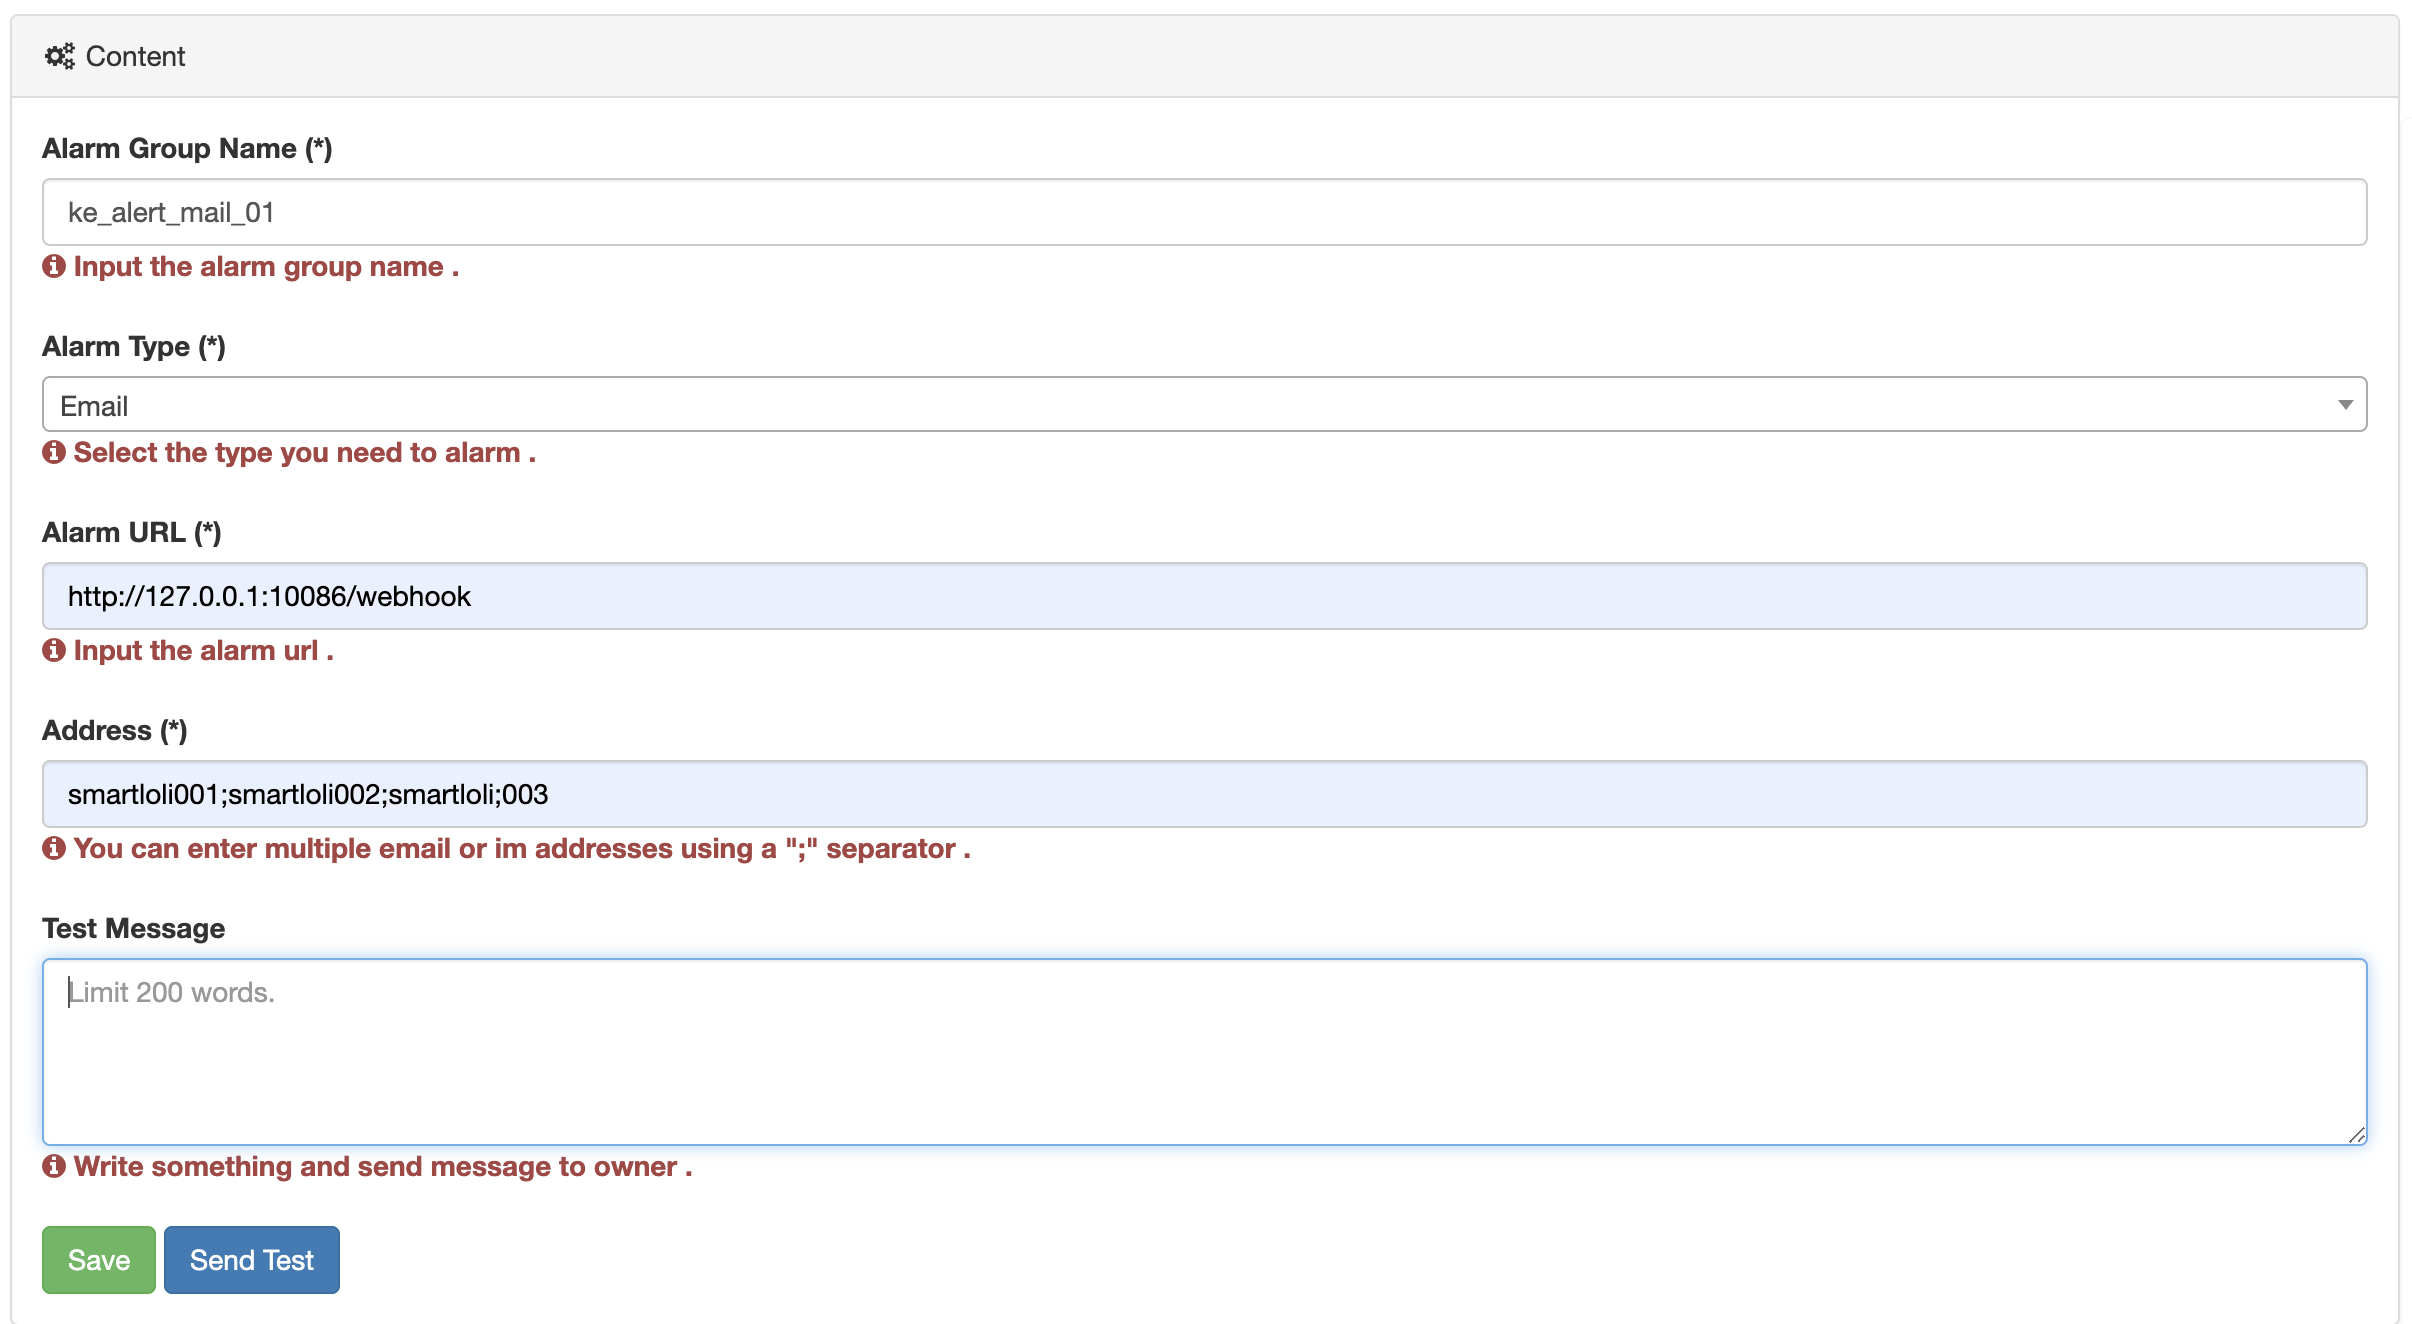 Content
Alarm Group Name (*)
ke_alert_mail_01
Input the alarm group name .
Alarm Type (*)
Email
Select the type you need to alarm .
Alarm URL (*)
http://127.0.0.1:10086/webhook
Input the alarm url .
Address (*)
smartloli001;smartloli002;smartloli;003
You can enter multiple email or im addresses using a ";" separator .
Test Message
Limit 200 words.
Write something and send message to owner .
Save Send Test